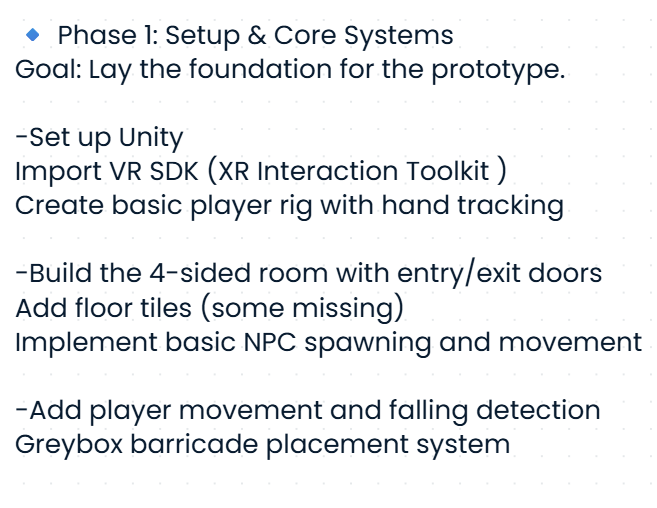 🔹 Phase 1: Setup & Core Systems
Goal: Lay the foundation for the prototype.
-Set up Unity
Import VR SDK (XR Interaction Toolkit )
Create basic player rig with hand tracking
-Build the 4-sided room with entry/exit doors
Add floor tiles (some missing)
Implement basic NPC spawning and movement
-Add player movement and falling detection
Greybox barricade placement system